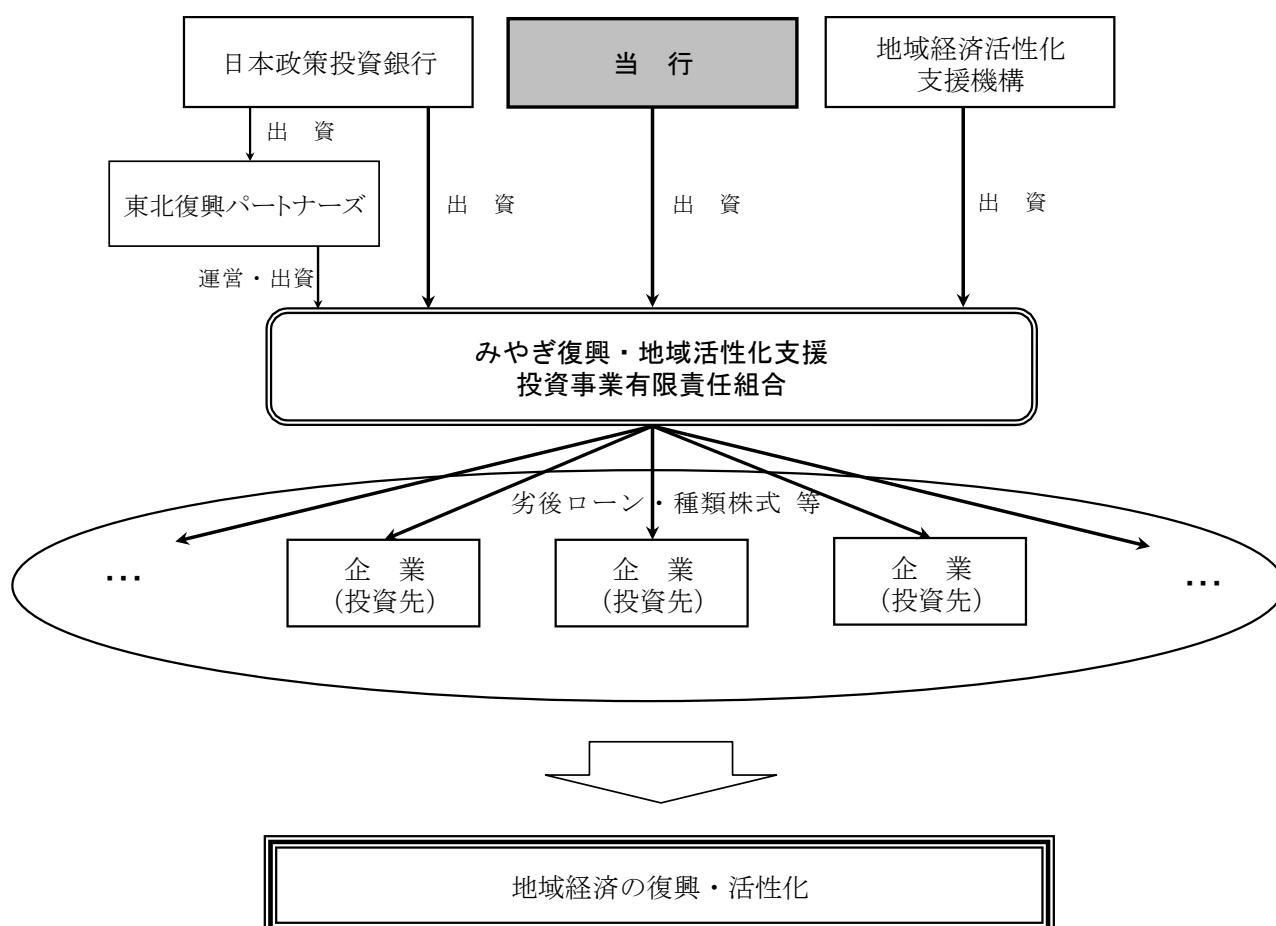 日本政策投資銀行
当 行
地域経済活性化
支援機構
出 資
東北復興パートナーズ
出 資
出 資
出 資
運営・出資
みやぎ復興・地域活性化支援
投資事業有限責任組合
劣後ローン・種類株式 等
…
企 業
（投資先）
企 業
（投資先）
企 業
（投資先）
…
地域経済の復興・活性化